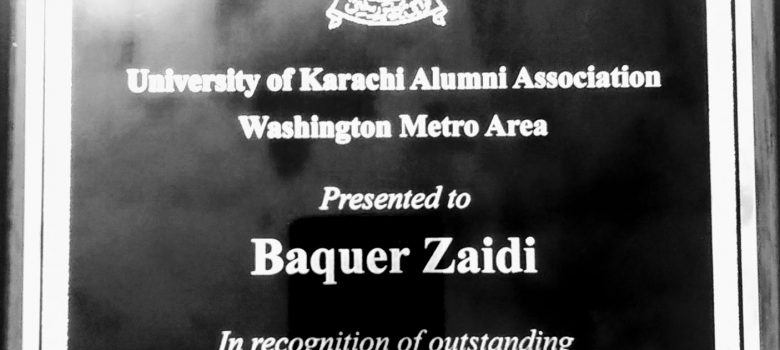 University of Karachi Alumni Association
Washington Metro Area
Presented to
Baquer Zaidi
In recognition of outstanding